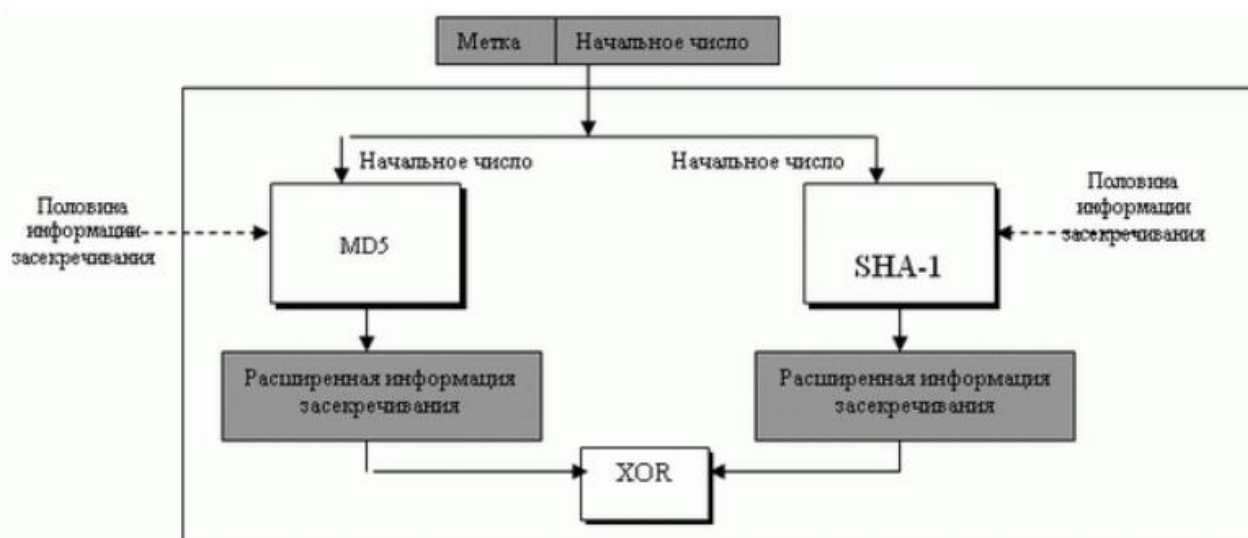 Метка Начальное число
Начальное число
Начальное число
Половина
информации
засекречивания
MD5
SHA-1
Половина
информации
засекречивания
Расширенная информация
засекречивания
Расширенная информация
засекречивания
XOR